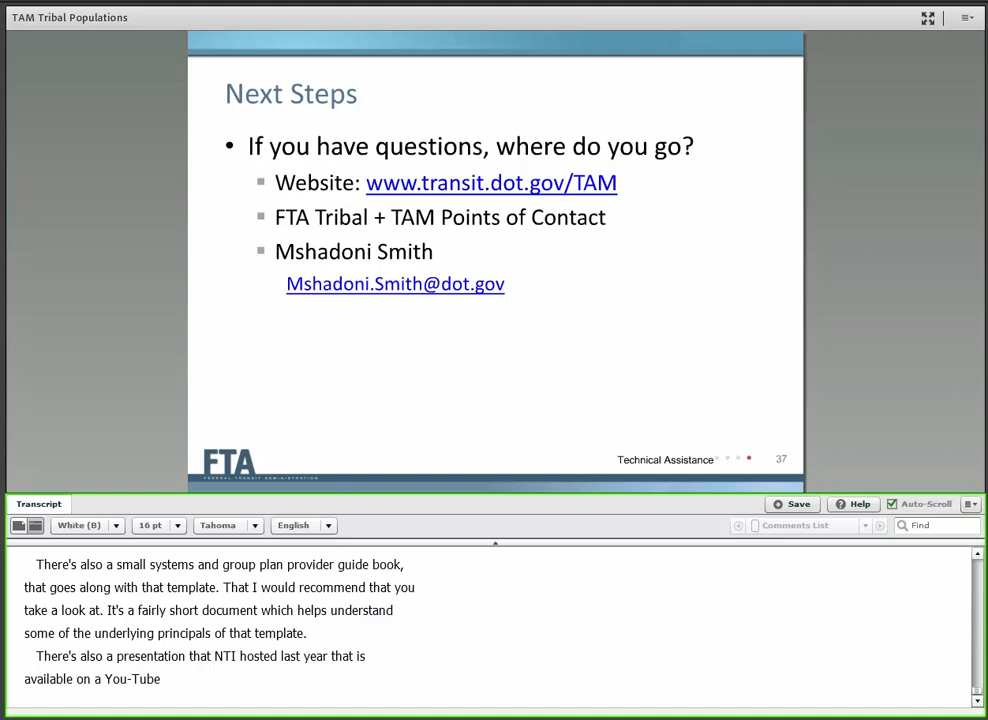 TAM Tribal Populations
Next Steps
• If you have questions, where do you go?
Website: www.transit.dot.gov/TAM
FTA Tribal + TAM Points of Contact
Mshadoni Smith
Mshadoni.Smith@dot.gov
FTA
FEDERAL TRANSIT ADMINISTRATION
Technical Assistance 37
Transcript Save Help Auto-Scroll
White (B) 16 pt Tahoma English Comments List Find
There's also a small systems and group plan provider guide book,
that goes along with that template. That I would recommend that you
take a look at. It's a fairly short document which helps understand
some of the underlying principals of that template.
There's also a presentation that NTI hosted last year that is
available on a You-Tube